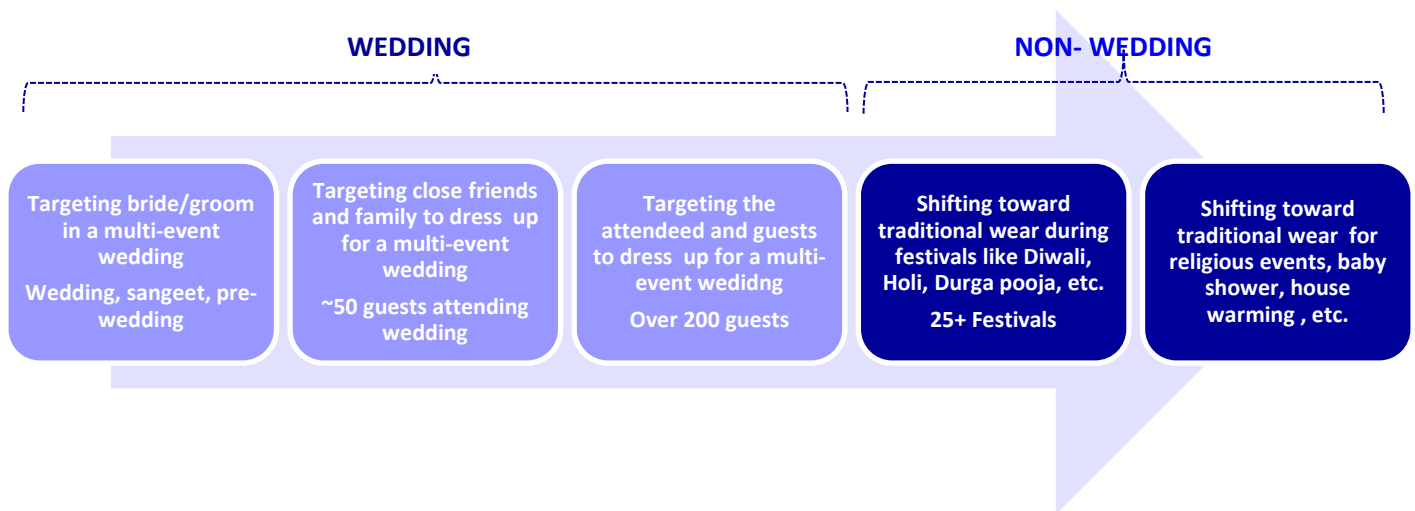 WEDDING
NON- WEDDING
Targeting bride/groom
in a multi-event
wedding
Wedding, sangeet, pre-
wedding
Targeting close friends
and family to dress up
for a multi-event
wedding
~50 guests attending
wedding
Targeting the
attendeed and guests
to dress up for a multi-
event wedidng
Over 200 guests
Shifting toward
traditional wear during
festivals like Diwali,
Holi, Durga pooja, etc.
25+ Festivals
Shifting toward
traditional wear for
religious events, baby
shower, house
warming , etc.